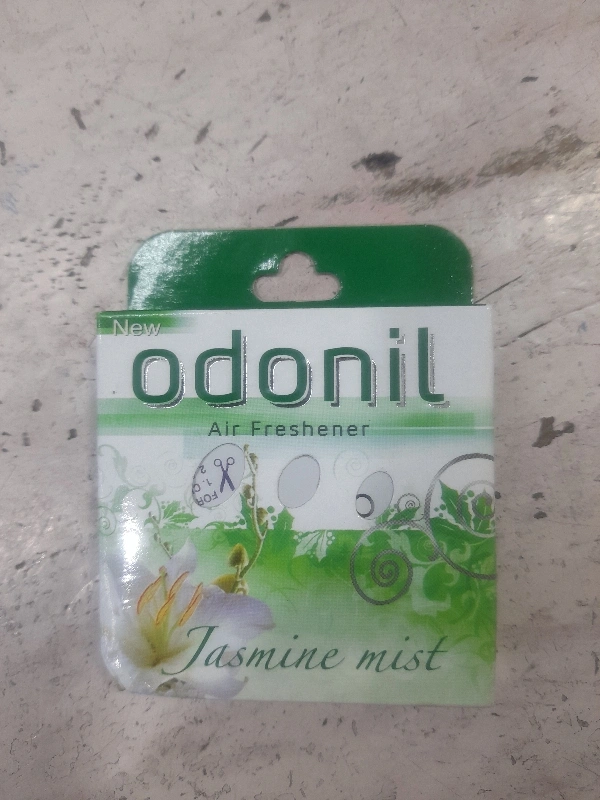 New
odonil
Air Freshener
Jasmine mist